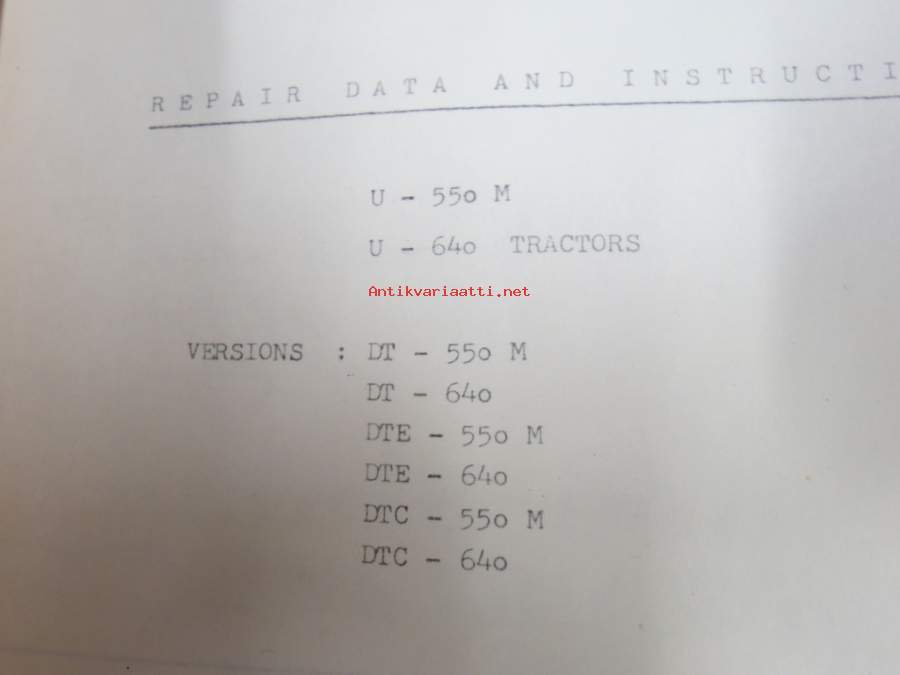 REPAIR DATA AND INSTRUCTI
U - 550 M
U - 640 TRACTORS
Antikvariaatti.net
VERSIONS : DT - 550 M
DT - 640
DTE - 550 M
DTE - 640
DTC - 550 M
DTC - 640